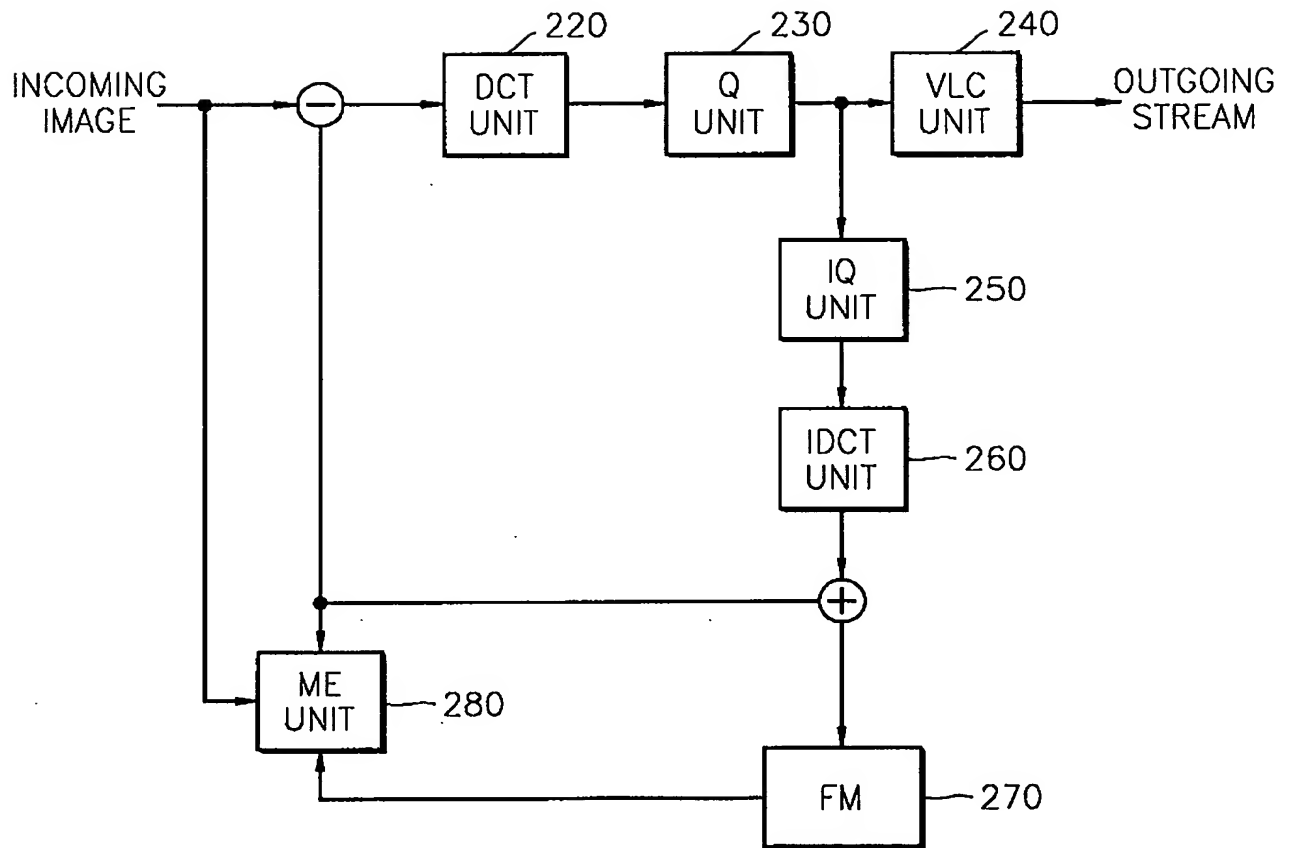 220
230
240
INCOMING
IMAGE
−
DCT
UNIT
Q
UNIT
VLC
UNIT
OUTGOING
STREAM
IQ
UNIT
250
IDCT
UNIT
260
+
ME
UNIT
280
FM
270